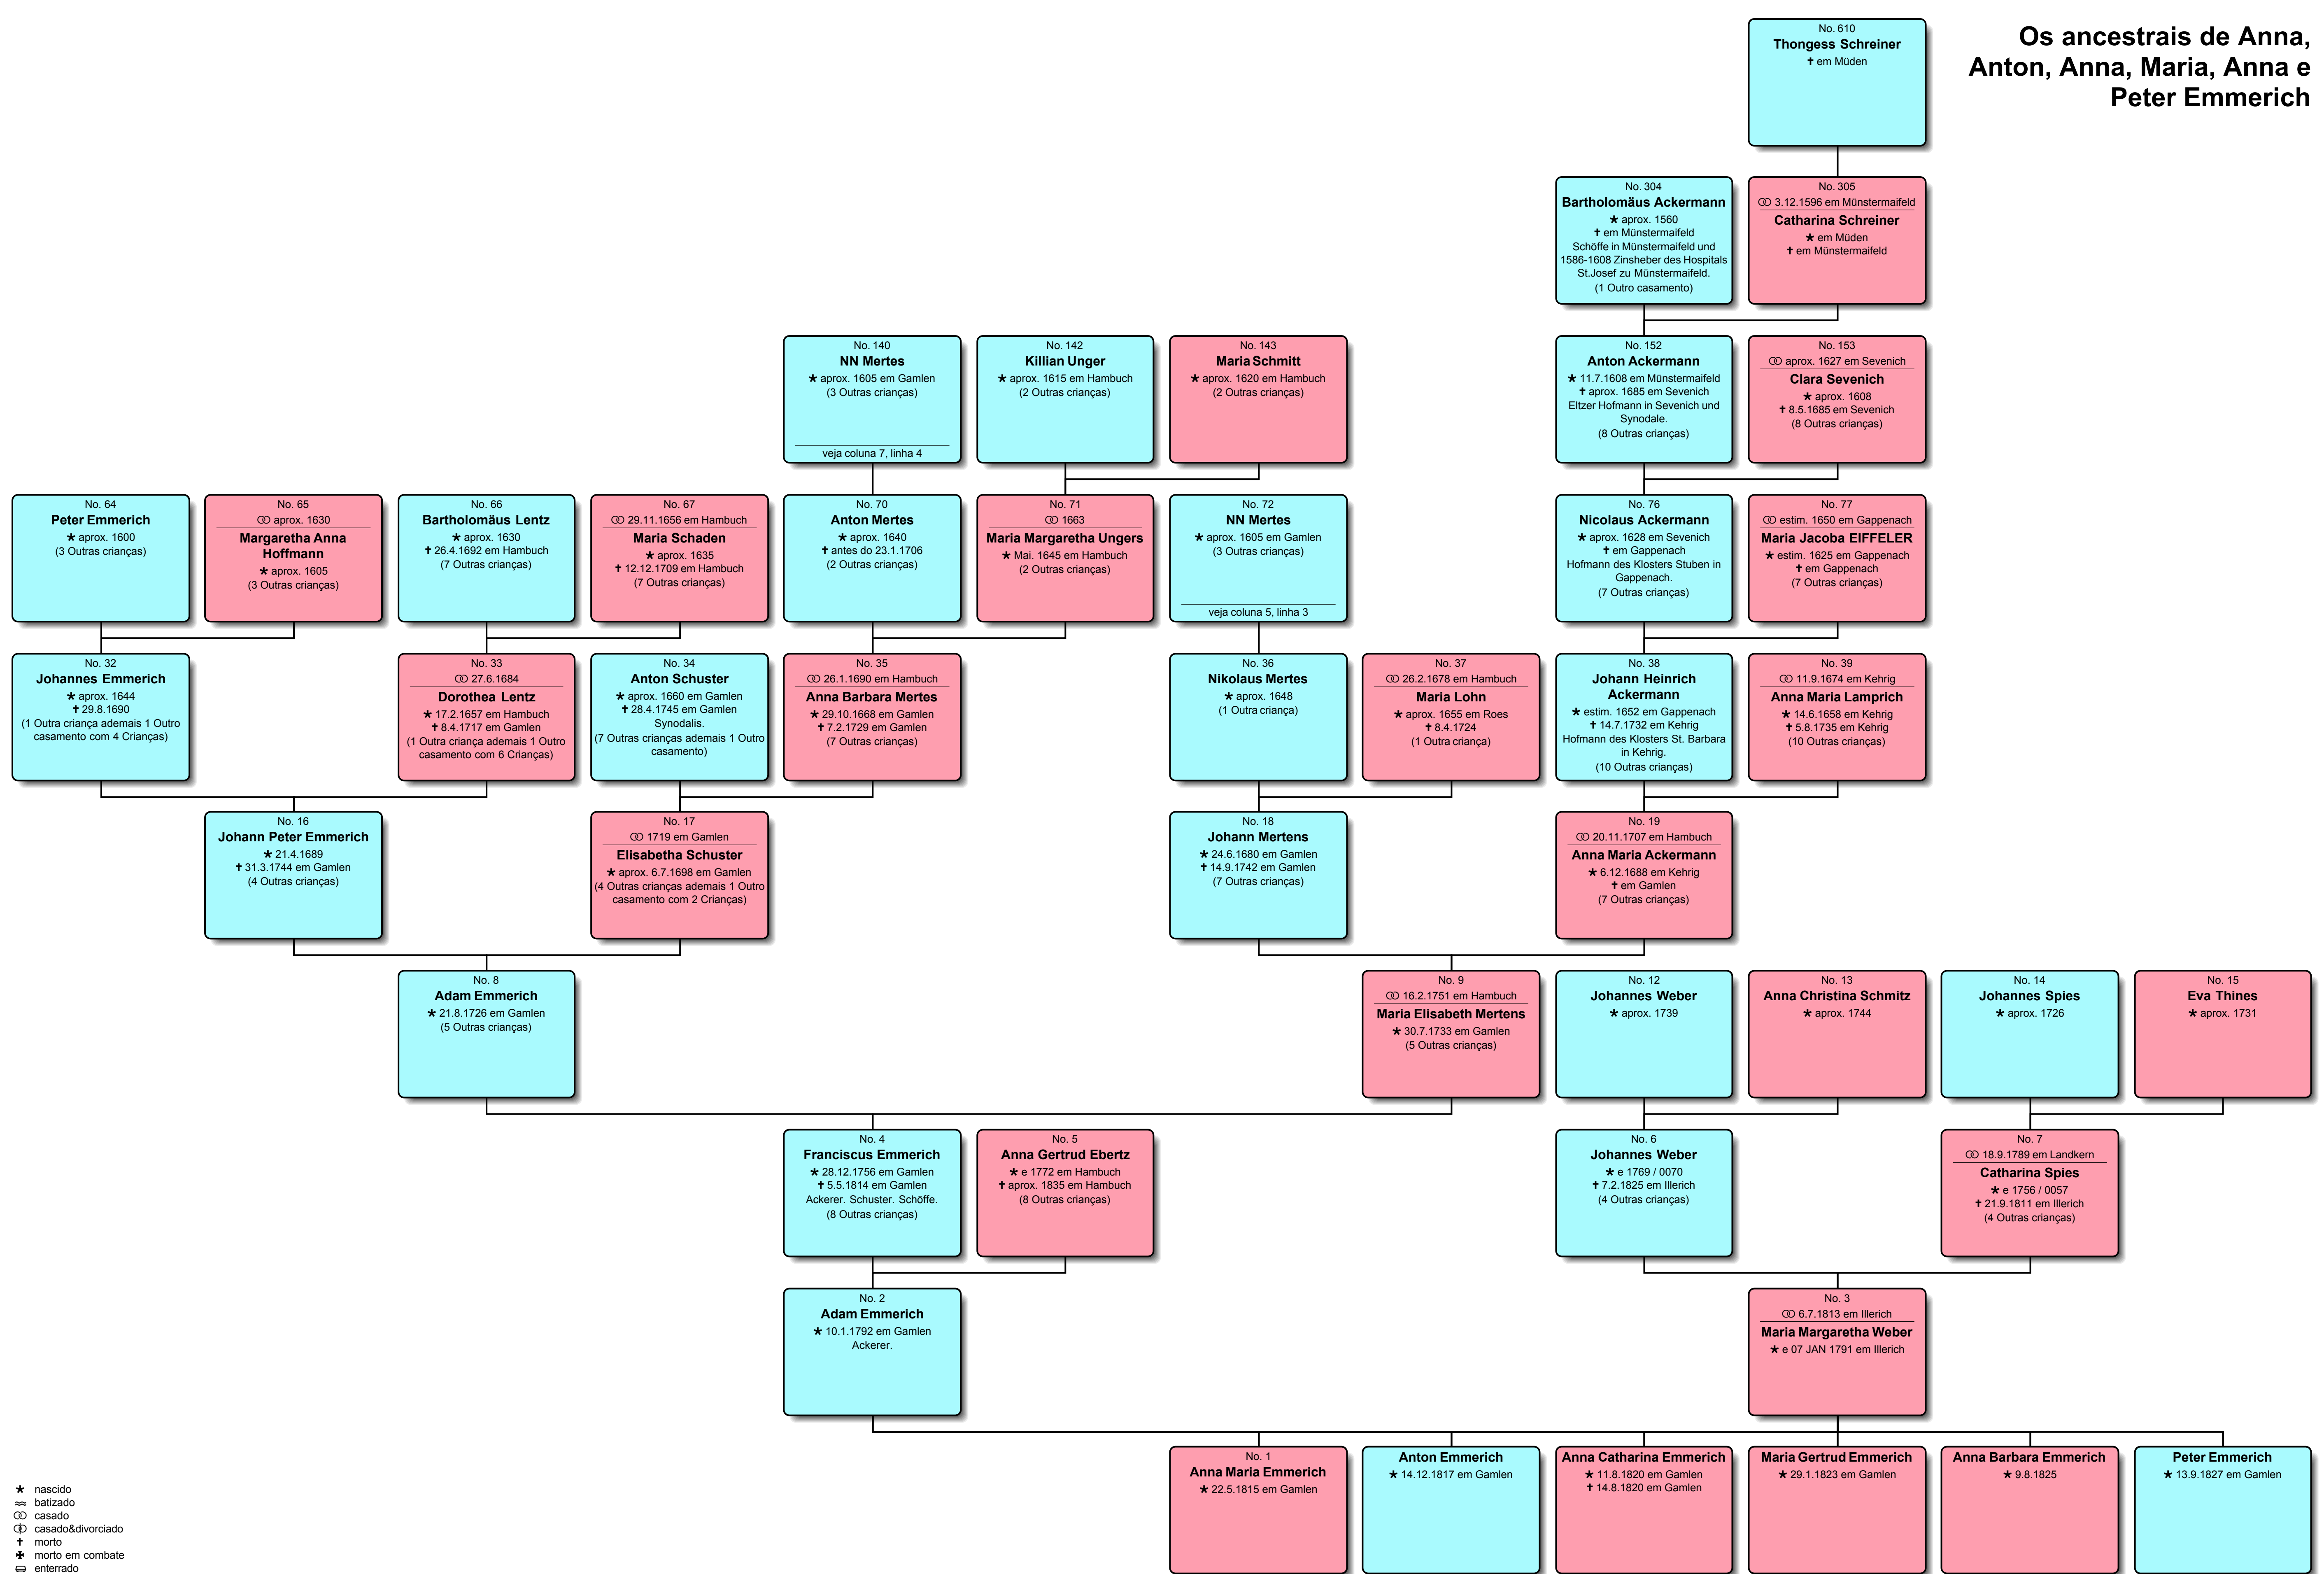 Os ancestrais de Anna,
Anton, Anna, Maria, Anna e
Peter Emmerich
No. 610
Thongess Schreiner
✝ em Müden
No. 304
Bartholomäus Ackermann
★ aprox. 1560
✝ em Münstermaifeld
Schöffe in Münstermaifeld und
1586-1608 Zinsheber des Hospitals
St.Josef zu Münstermaifeld.
(1 Outro casamento)
No. 305
⚭ 3.12.1596 em Münstermaifeld
Catharina Schreiner
★ em Müden
✝ em Münstermaifeld
No. 140
NN Mertes
★ aprox. 1605 em Gamlen
(3 Outras crianças)
veja coluna 7, linha 4
No. 142
Killian Unger
★ aprox. 1615 em Hambuch
(2 Outras crianças)
No. 143
Maria Schmitt
★ aprox. 1620 em Hambuch
(2 Outras crianças)
No. 152
Anton Ackermann
★ 11.7.1608 em Münstermaifeld
✝ aprox. 1685 em Sevenich
Eltzer Hofmann in Sevenich und
Synodale.
(8 Outras crianças)
No. 153
⚭ aprox. 1627 em Sevenich
Clara Sevenich
★ aprox. 1608
✝ 8.5.1685 em Sevenich
(8 Outras crianças)
No. 64
Peter Emmerich
★ aprox. 1600
(3 Outras crianças)
No. 65
⚭ aprox. 1630
Margaretha Anna
Hoffmann
★ aprox. 1605
(3 Outras crianças)
No. 66
Bartholomäus Lentz
★ aprox. 1630
✝ 26.4.1692 em Hambuch
(7 Outras crianças)
No. 67
⚭ 29.11.1656 em Hambuch
Maria Schaden
★ aprox. 1635
✝ 12.12.1709 em Hambuch
(7 Outras crianças)
No. 70
Anton Mertes
★ aprox. 1640
✝ antes do 23.1.1706
(2 Outras crianças)
No. 71
⚭ 1663
Maria Margaretha Ungers
★ Mai. 1645 em Hambuch
(2 Outras crianças)
No. 72
NN Mertes
★ aprox. 1605 em Gamlen
(3 Outras crianças)
veja coluna 5, linha 3
No. 76
Nicolaus Ackermann
★ aprox. 1628 em Sevenich
✝ em Gappenach
Hofmann des Klosters Stuben in
Gappenach.
(7 Outras crianças)
No. 77
⚭ estim. 1650 em Gappenach
Maria Jacoba EIFFELER
★ estim. 1625 em Gappenach
✝ em Gappenach
(7 Outras crianças)
No. 32
Johannes Emmerich
★ aprox. 1644
✝ 29.8.1690
(1 Outra criança ademais 1 Outro
casamento com 4 Crianças)
No. 33
⚭ 27.6.1684
Dorothea Lentz
★ 17.2.1657 em Hambuch
✝ 8.4.1717 em Gamlen
(1 Outra criança ademais 1 Outro
casamento com 6 Crianças)
No. 34
Anton Schuster
★ aprox. 1660 em Gamlen
✝ 28.4.1745 em Gamlen
Synodalis.
(7 Outras crianças ademais 1 Outro
casamento)
No. 35
⚭ 26.1.1690 em Hambuch
Anna Barbara Mertes
★ 29.10.1668 em Gamlen
✝ 7.2.1729 em Gamlen
(7 Outras crianças)
No. 36
Nikolaus Mertes
★ aprox. 1648
(1 Outra criança)
No. 37
⚭ 26.2.1678 em Hambuch
Maria Lohn
★ aprox. 1655 em Roes
✝ 8.4.1724
(1 Outra criança)
No. 38
Johann Heinrich
Ackermann
★ estim. 1652 em Gappenach
✝ 14.7.1732 em Kehrig
Hofmann des Klosters St. Barbara
in Kehrig.
(10 Outras crianças)
No. 39
⚭ 11.9.1674 em Kehrig
Anna Maria Lamprich
★ 14.6.1658 em Kehrig
✝ 5.8.1735 em Kehrig
(10 Outras crianças)
No. 16
Johann Peter Emmerich
★ 21.4.1689
✝ 31.3.1744 em Gamlen
(4 Outras crianças)
No. 17
⚭ 1719 em Gamlen
Elisabetha Schuster
★ aprox. 6.7.1698 em Gamlen
(4 Outras crianças ademais 1 Outro
casamento com 2 Crianças)
No. 18
Johann Mertens
★ 24.6.1680 em Gamlen
✝ 14.9.1742 em Gamlen
(7 Outras crianças)
No. 19
⚭ 20.11.1707 em Hambuch
Anna Maria Ackermann
★ 6.12.1688 em Kehrig
✝ em Gamlen
(7 Outras crianças)
No. 8
Adam Emmerich
★ 21.8.1726 em Gamlen
(5 Outras crianças)
No. 9
⚭ 16.2.1751 em Hambuch
Maria Elisabeth Mertens
★ 30.7.1733 em Gamlen
(5 Outras crianças)
No. 12
Johannes Weber
★ aprox. 1739
No. 13
Anna Christina Schmitz
★ aprox. 1744
No. 14
Johannes Spies
★ aprox. 1726
No. 15
Eva Thines
★ aprox. 1731
No. 4
Franciscus Emmerich
★ 28.12.1756 em Gamlen
✝ 5.5.1814 em Gamlen
Ackerer. Schuster. Schöffe.
(8 Outras crianças)
No. 5
Anna Gertrud Ebertz
★ e 1772 em Hambuch
✝ aprox. 1835 em Hambuch
(8 Outras crianças)
No. 6
Johannes Weber
★ e 1769 / 0070
✝ 7.2.1825 em Illerich
(4 Outras crianças)
No. 7
⚭ 18.9.1789 em Landkern
Catharina Spies
★ e 1756 / 0057
✝ 21.9.1811 em Illerich
(4 Outras crianças)
No. 2
Adam Emmerich
★ 10.1.1792 em Gamlen
Ackerer.
No. 3
⚭ 6.7.1813 em Illerich
Maria Margaretha Weber
★ e 07 JAN 1791 em Illerich
No. 1
Anna Maria Emmerich
★ 22.5.1815 em Gamlen
Anton Emmerich
★ 14.12.1817 em Gamlen
Anna Catharina Emmerich
★ 11.8.1820 em Gamlen
✝ 14.8.1820 em Gamlen
Maria Gertrud Emmerich
★ 29.1.1823 em Gamlen
Anna Barbara Emmerich
★ 9.8.1825
Peter Emmerich
★ 13.9.1827 em Gamlen
★ nascido
batizado
⚭ casado
casado&divorciado
✝ morto
✠ morto em combate
enterrado